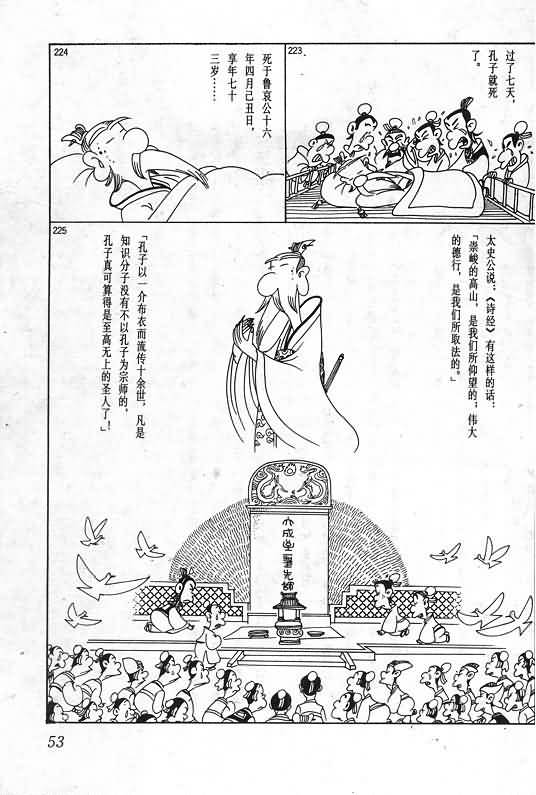 223
过了七天，
孔子就死
了。
224
死于鲁哀公十六
年四月己丑日，
享年七十
三岁……
225
太史公说：《诗经》有这样的话：
「崇峻的高山，是我们所仰望的；伟大
的德行，是我们所取法的。」
「孔子以一介布衣而流传十余世，凡是
知识分子没有不以孔子为宗师的，
孔子真可算得是至高无上的圣人了！」
大成至聖先師
53